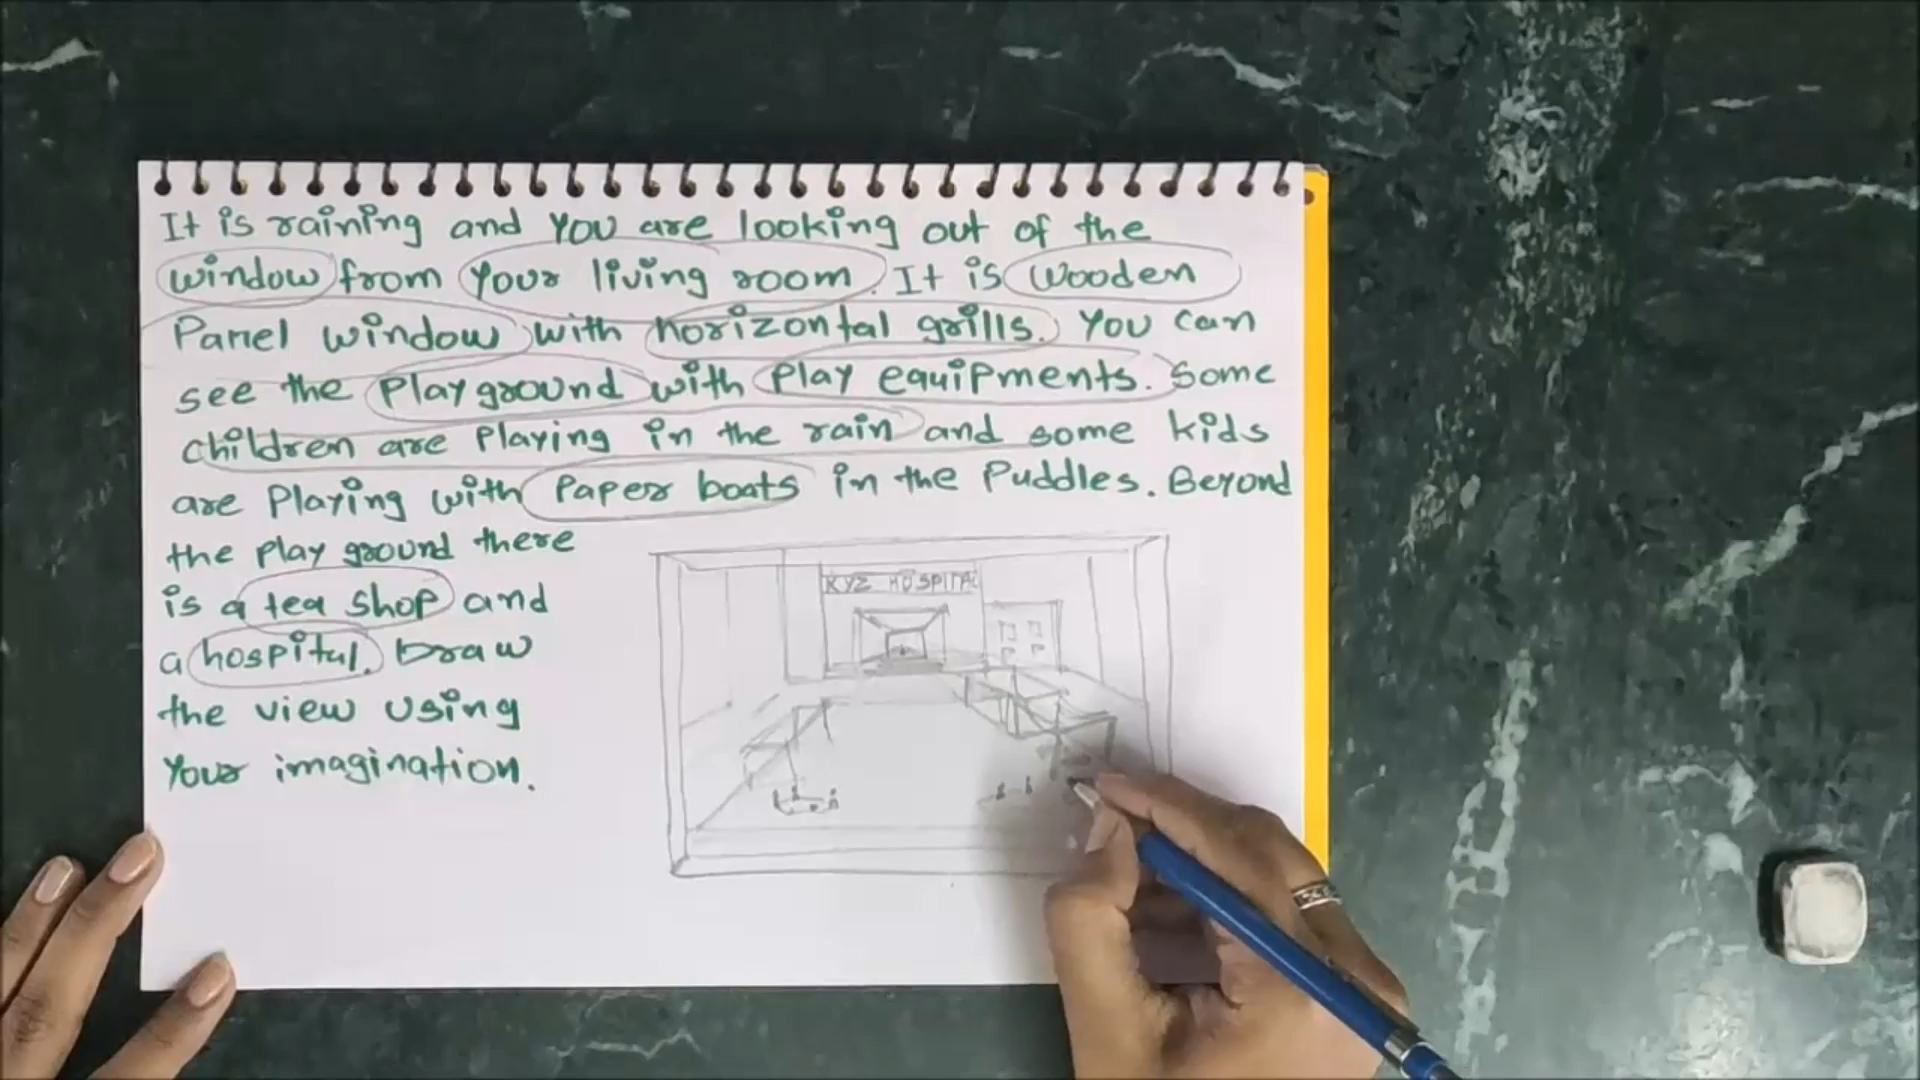 It is raining and you are looking out of the
window from your living room. It is wooden
Panel window with horizontal grills. You can
see the playground with play equipments. Some
children are Playing in the rain and some kids
are Playing with Paper boats in the Puddles. Beyond
the play ground there
is a tea shop and
a hospital. Draw
the view using
Your imagination.
XYZ HOSPITAL